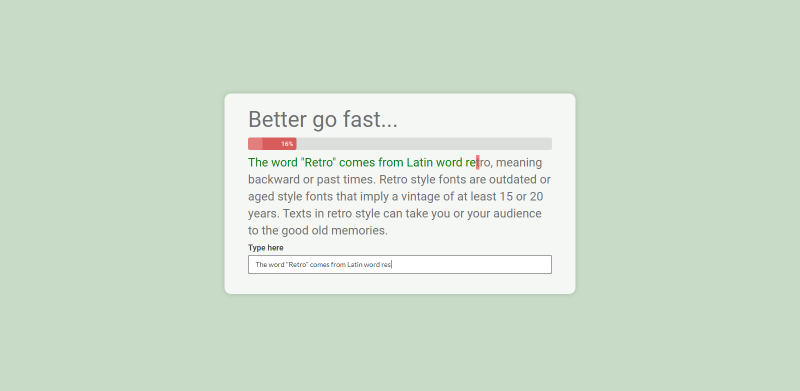 Better go fast...
16%
The word "Retro" comes from Latin word retro, meaning
backward or past times. Retro style fonts are outdated or
aged style fonts that imply a vintage of at least 15 or 20
years. Texts in retro style can take you or your audience
to the good old memories.
Type here
The word "Retro" comes from Latin word res